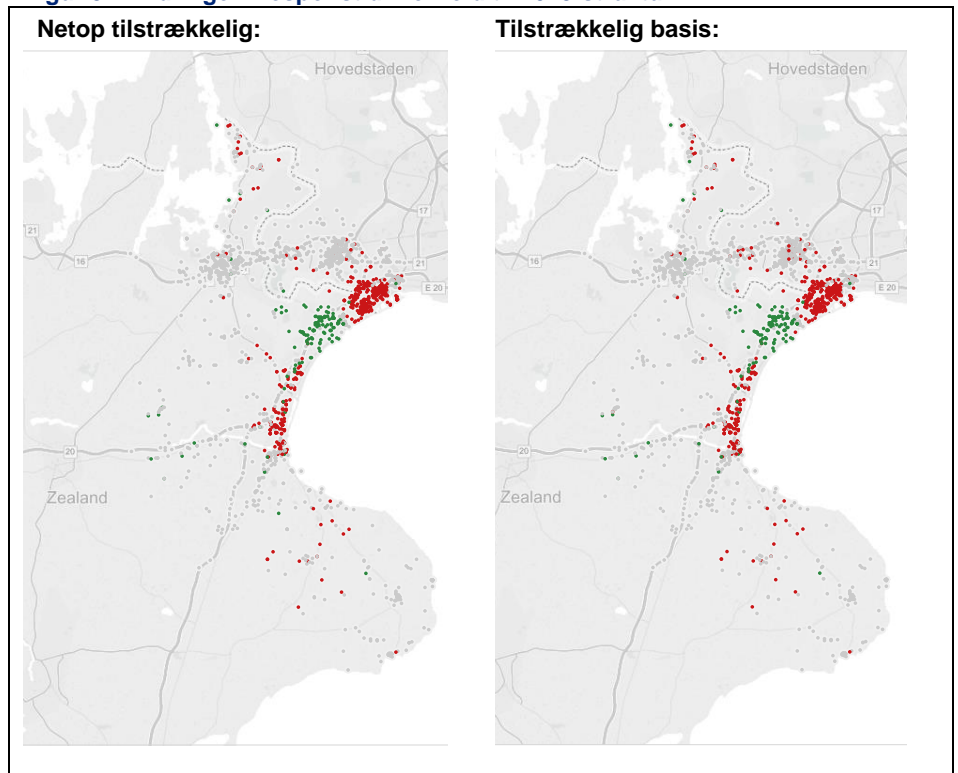 Netop tilstrækkelig:
Tilstrækkelig basis:
Hovedstaden
17
21
16
21
E 20
20
Zealand
Hovedstaden
17
21
16
21
E 20
20
Zealand